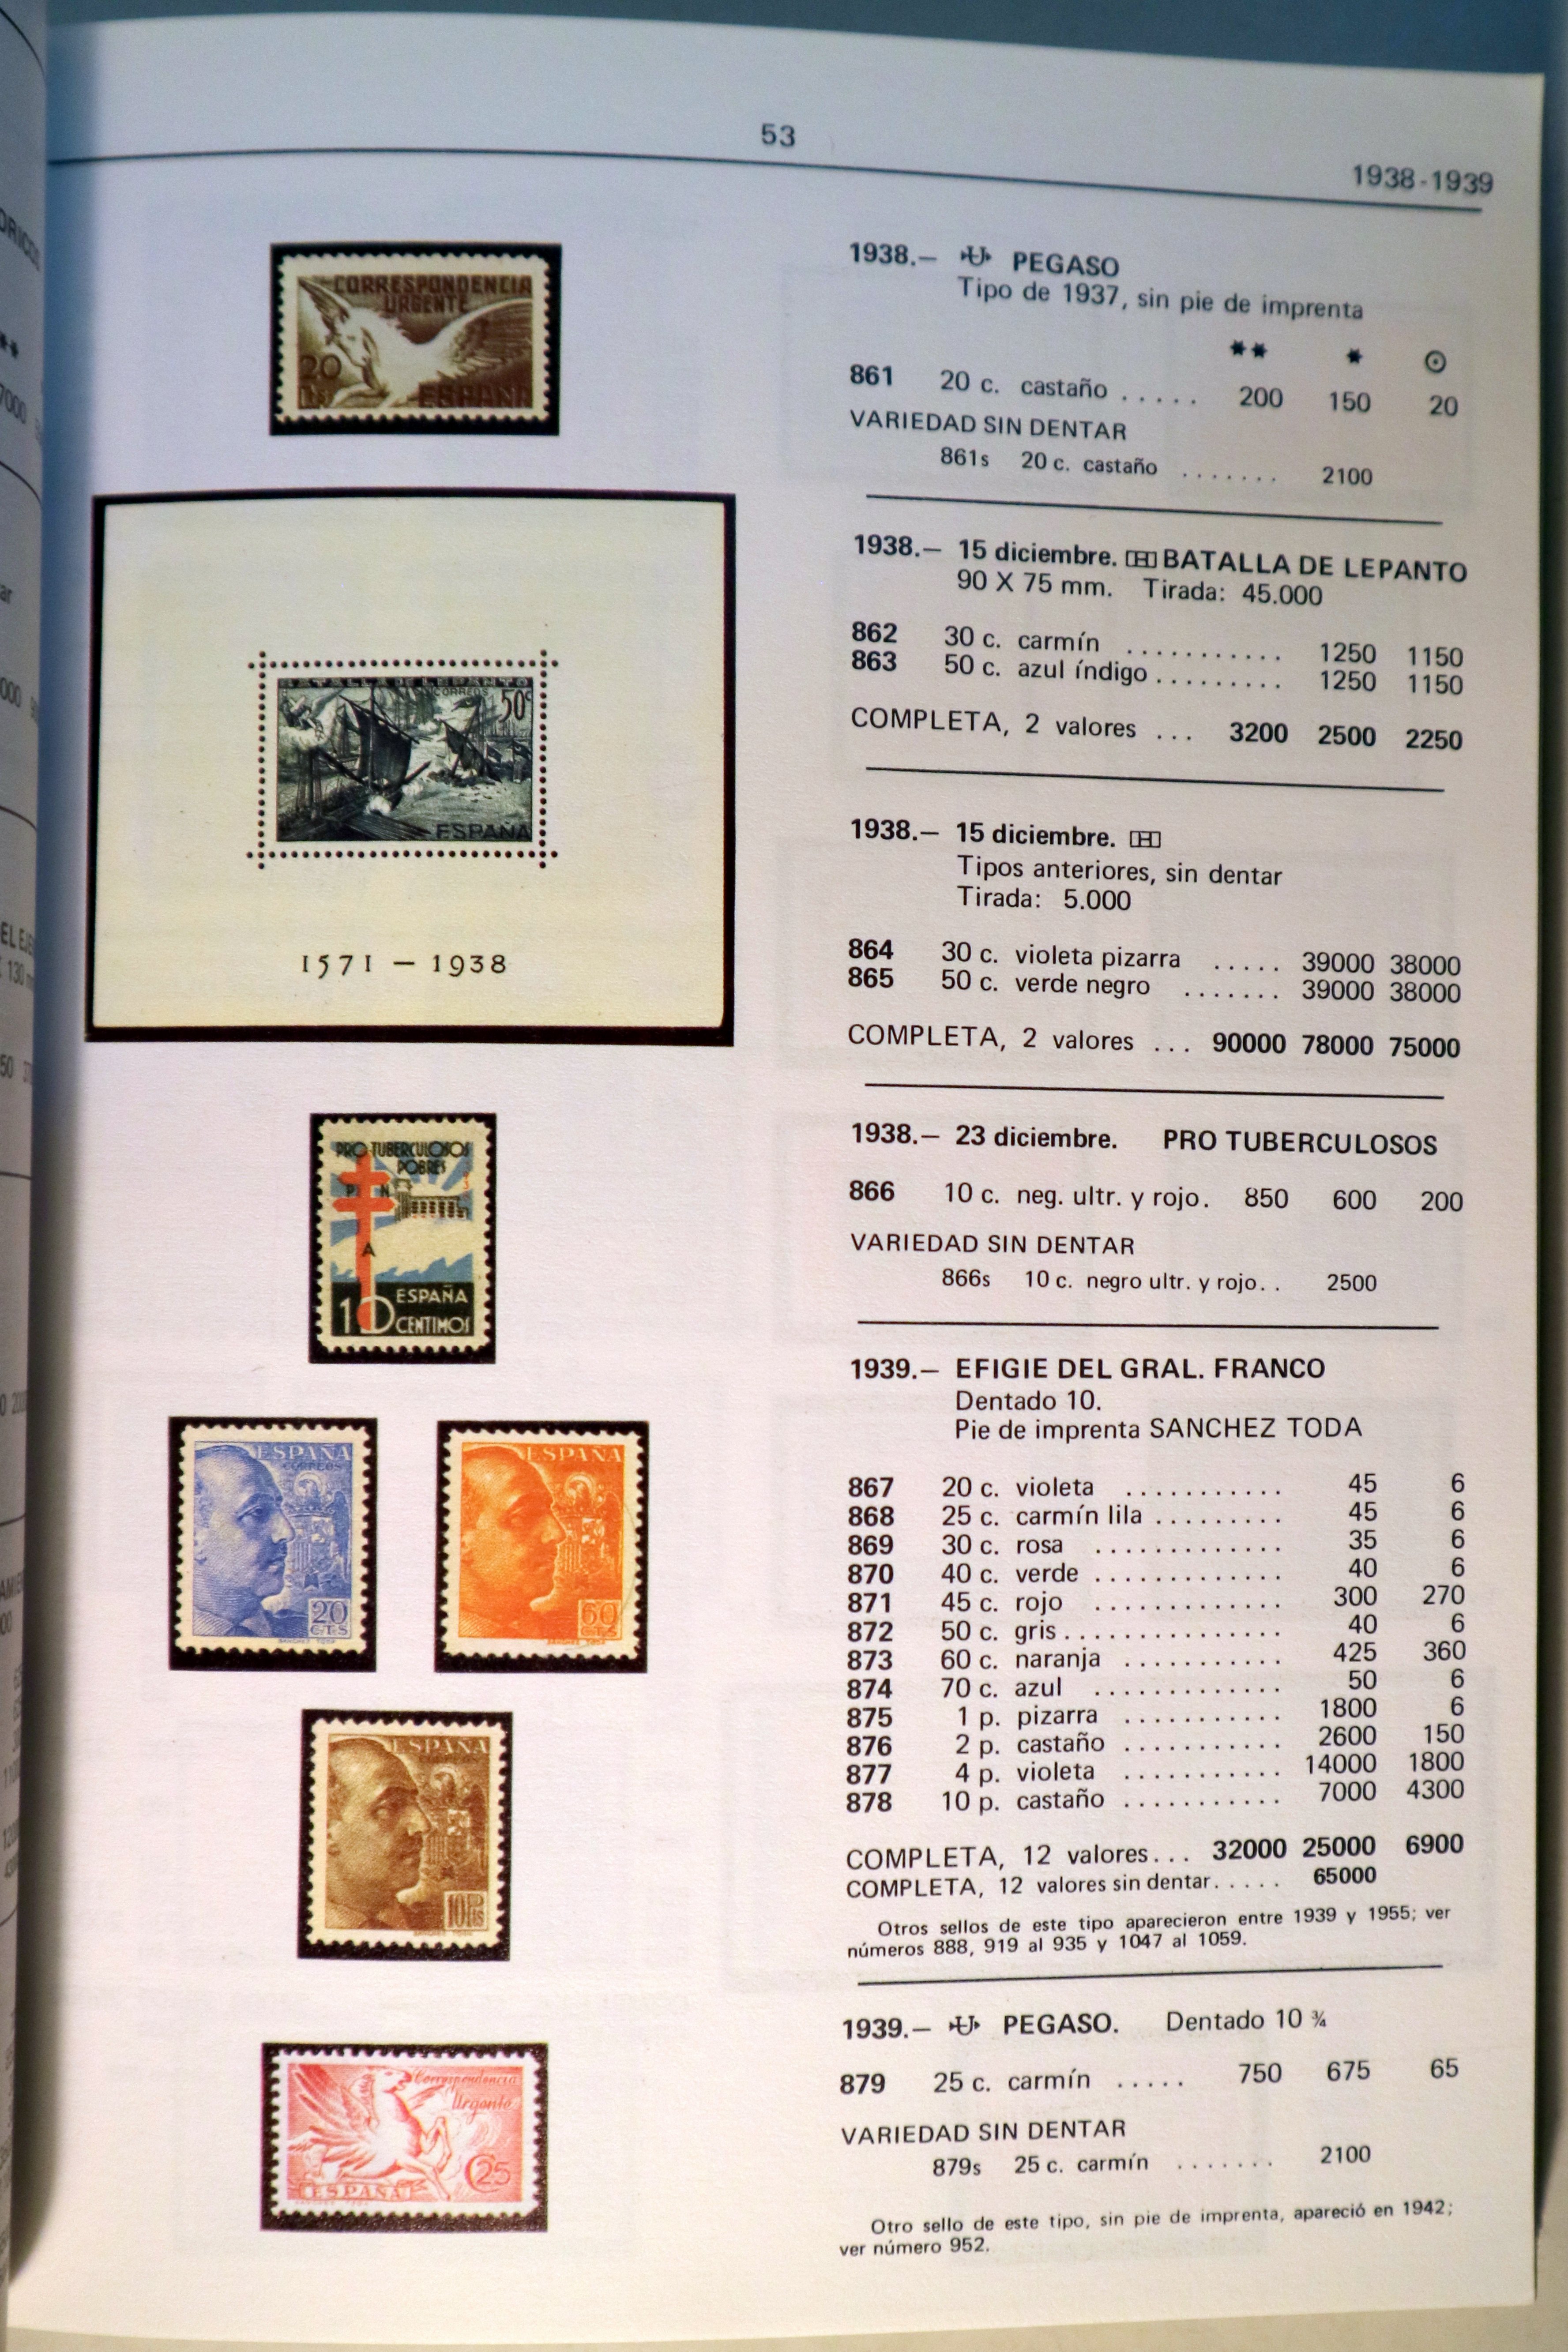 53
1938-1939
CORRESPONDENCIA
URGENTE
20
ESPAÑA
1938.— PEGASO
Tipo de 1937, sin pie de imprenta
** * ⊙
861 20 c. castaño ..... 200 150 20
VARIEDAD SIN DENTAR
861s 20 c. castaño ....... 2100
CORREOS
50c
ESPAÑA
1571 — 1938
1938.— 15 diciembre. BATALLA DE LEPANTO
90 X 75 mm. Tirada: 45.000
862 30 c. carmín ........... 1250 1150
863 50 c. azul índigo ......... 1250 1150
COMPLETA, 2 valores ... 3200 2500 2250
1938.— 15 diciembre.
Tipos anteriores, sin dentar
Tirada: 5.000
864 30 c. violeta pizarra ..... 39000 38000
865 50 c. verde negro ....... 39000 38000
COMPLETA, 2 valores ... 90000 78000 75000
PRO TUBERCULOSOS
POBRES
P N
A
ESPAÑA
10 CENTIMOS
1938.— 23 diciembre. PRO TUBERCULOSOS
866 10 c. neg. ultr. y rojo. 850 600 200
VARIEDAD SIN DENTAR
866s 10 c. negro ultr. y rojo. . 2500
ESPAÑA
CORREOS
20
CTS
SANCHEZ TODA
ESPAÑA
60
CTS
SANCHEZ TODA
ESPAÑA
10 PTS
1939.— EFIGIE DEL GRAL. FRANCO
Dentado 10.
Pie de imprenta SANCHEZ TODA
867 20 c. violeta ........... 45 6
868 25 c. carmín lila ......... 45 6
869 30 c. rosa ............. 35 6
870 40 c. verde ............. 40 6
871 45 c. rojo ............. 300 270
872 50 c. gris ............... 40 6
873 60 c. naranja ........... 425 360
874 70 c. azul ............. 50 6
875 1 p. pizarra ........... 1800 6
876 2 p. castaño ........... 2600 150
877 4 p. violeta ........... 14000 1800
878 10 p. castaño ........... 7000 4300
COMPLETA, 12 valores... 32000 25000 6900
COMPLETA, 12 valores sin dentar..... 65000
Otros sellos de este tipo aparecieron entre 1939 y 1955; ver
números 888, 919 al 935 y 1047 al 1059.
Correspondencia
Urgente
C25
ESPAÑA
1939.— PEGASO. Dentado 10 ¾
879 25 c. carmín ..... 750 675 65
VARIEDAD SIN DENTAR
879s 25 c. carmín ....... 2100
Otro sello de este tipo, sin pie de imprenta, apareció en 1942;
ver número 952.